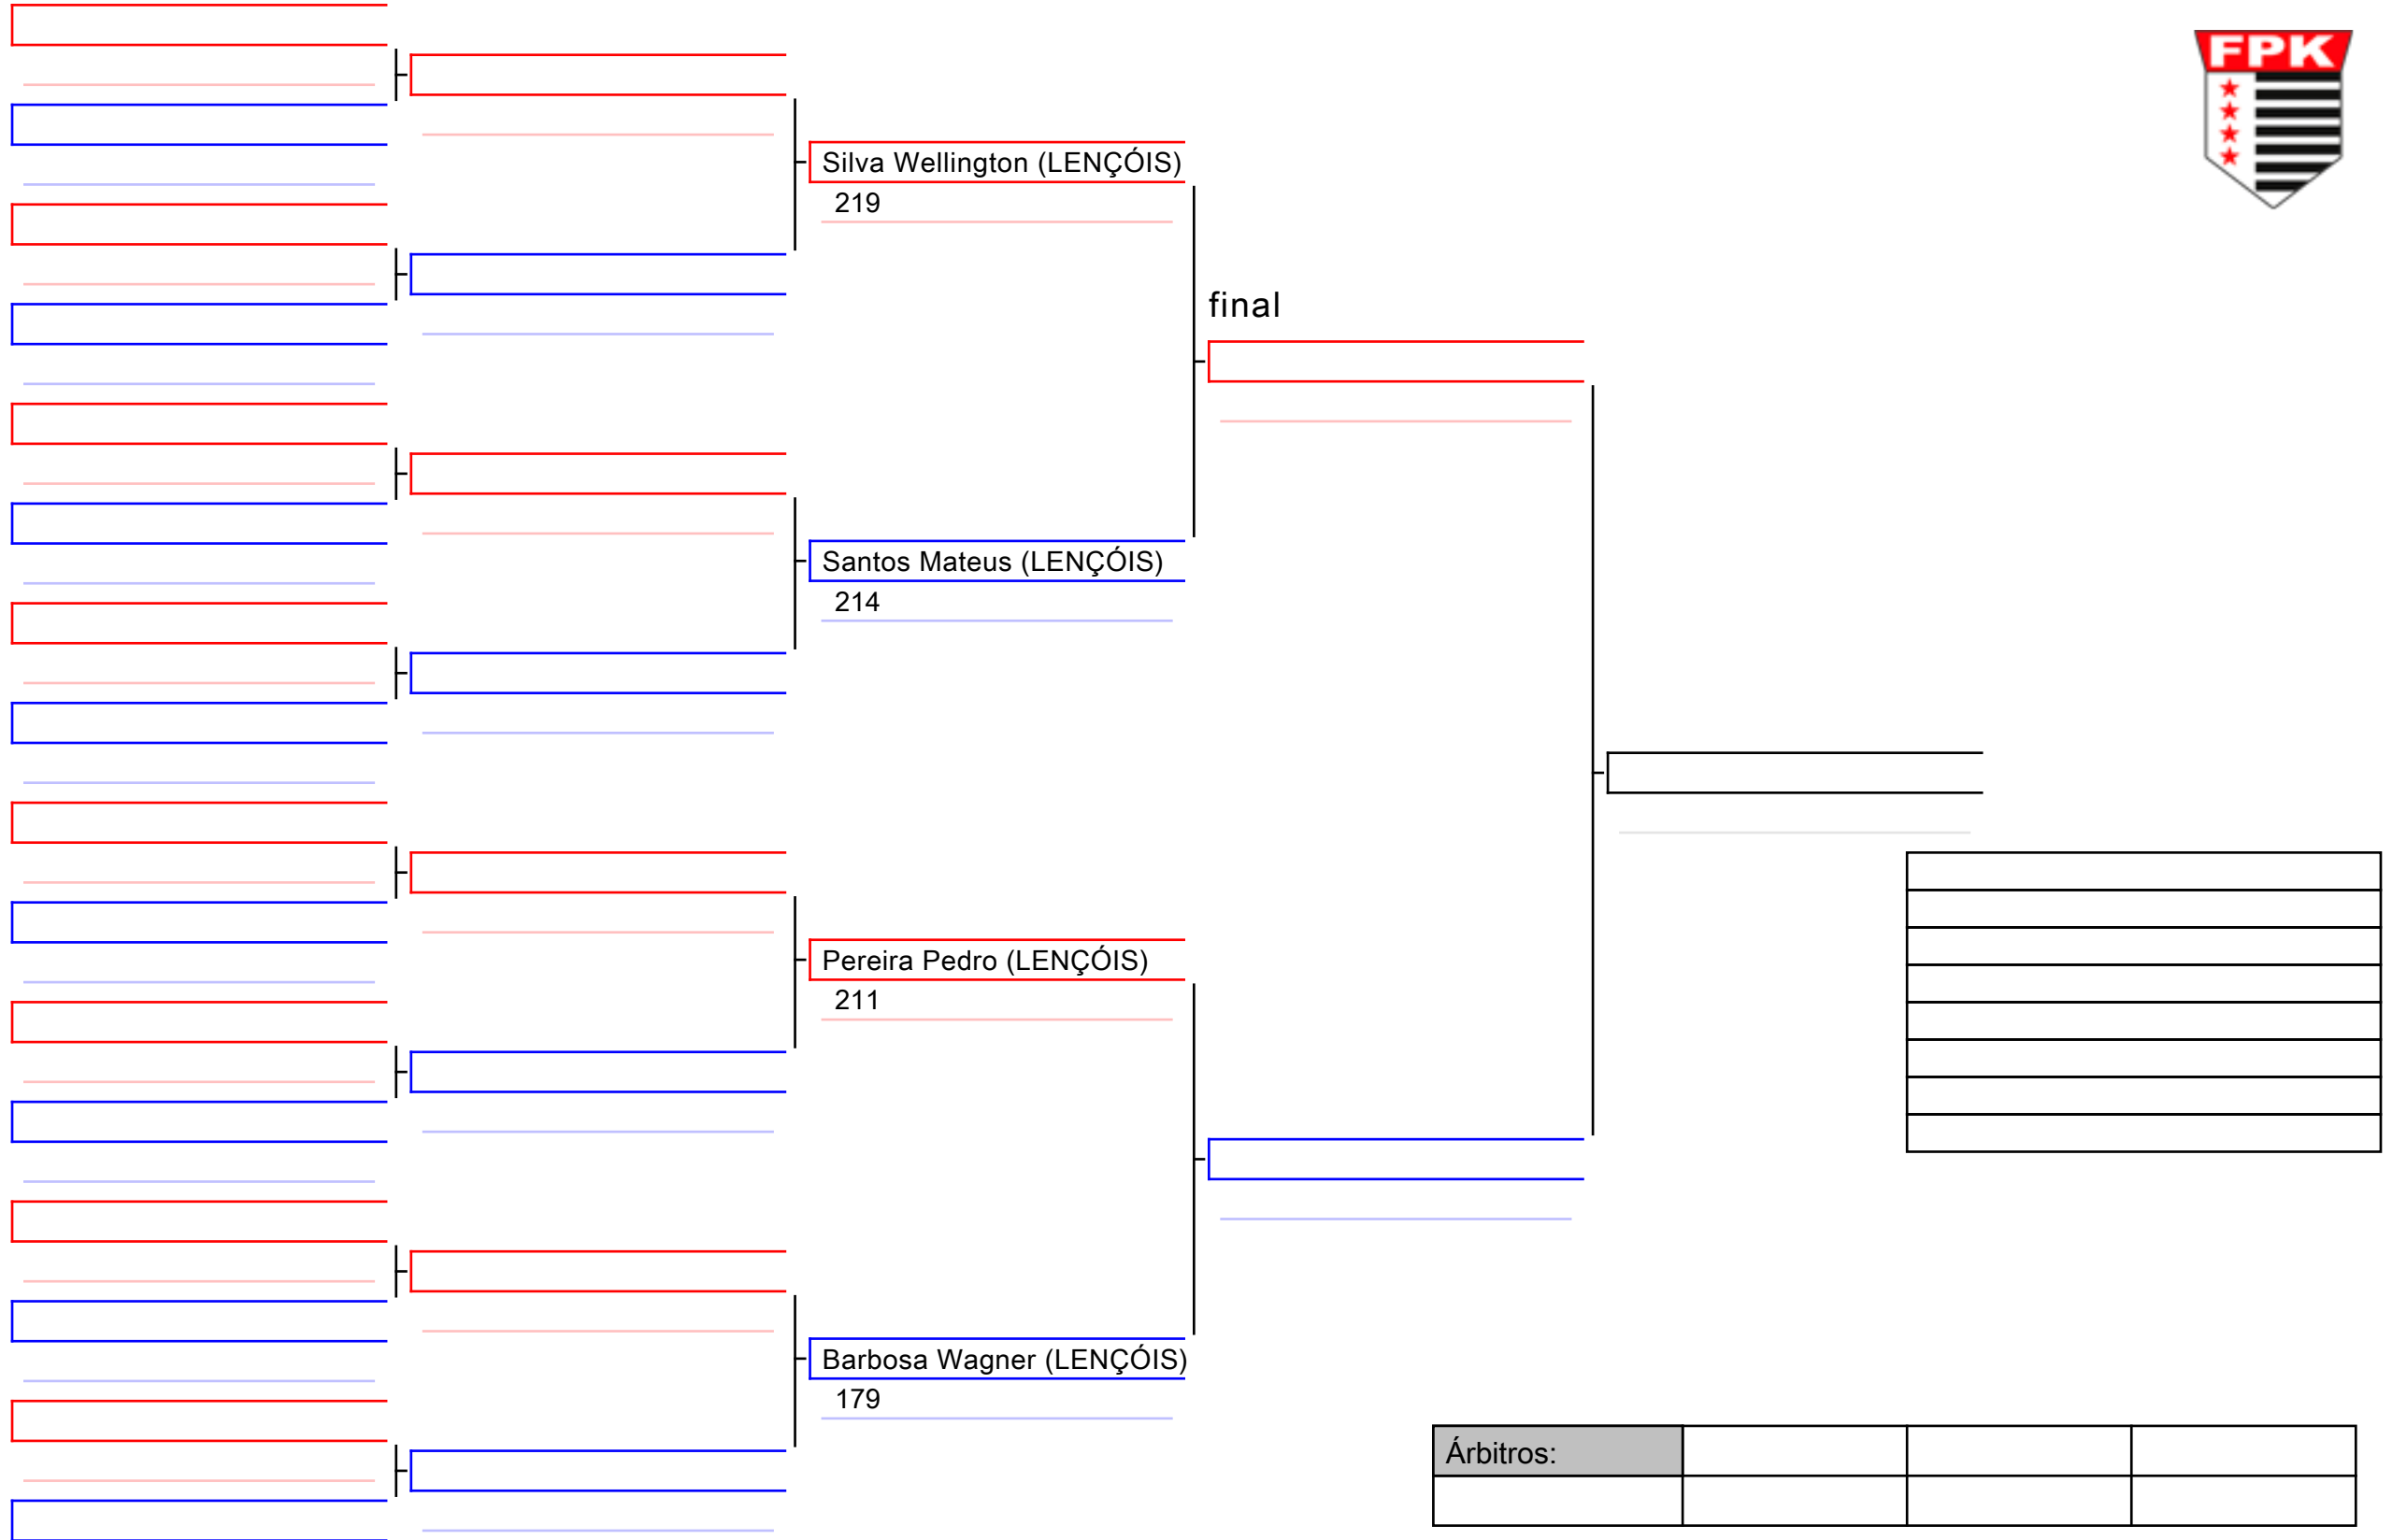 FPK
Silva Wellington (LENÇÓIS)
219
final
Santos Mateus (LENÇÓIS)
214
Pereira Pedro (LENÇÓIS)
211
Barbosa Wagner (LENÇÓIS)
179
Árbitros: